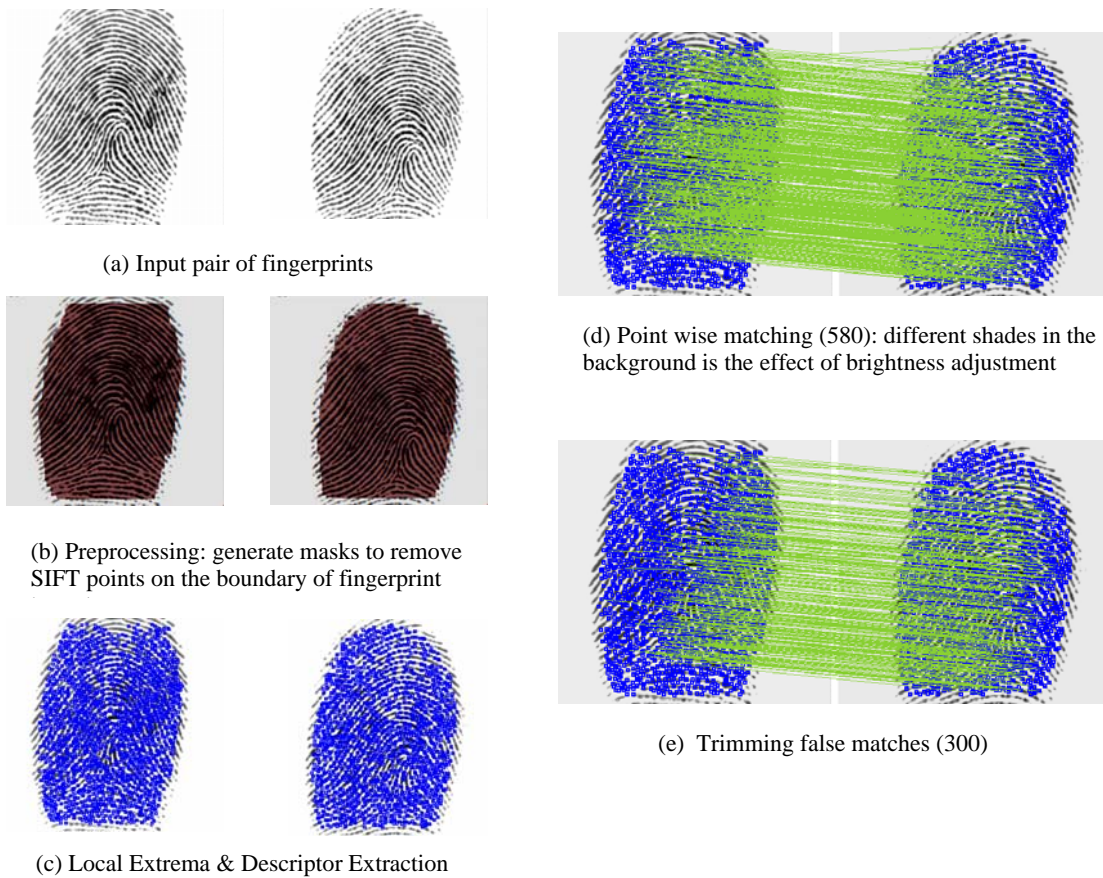 (a) Input pair of fingerprints
(b) Preprocessing: generate masks to remove
SIFT points on the boundary of fingerprint
(c) Local Extrema & Descriptor Extraction
(d) Point wise matching (580): different shades in the
background is the effect of brightness adjustment
(e) Trimming false matches (300)